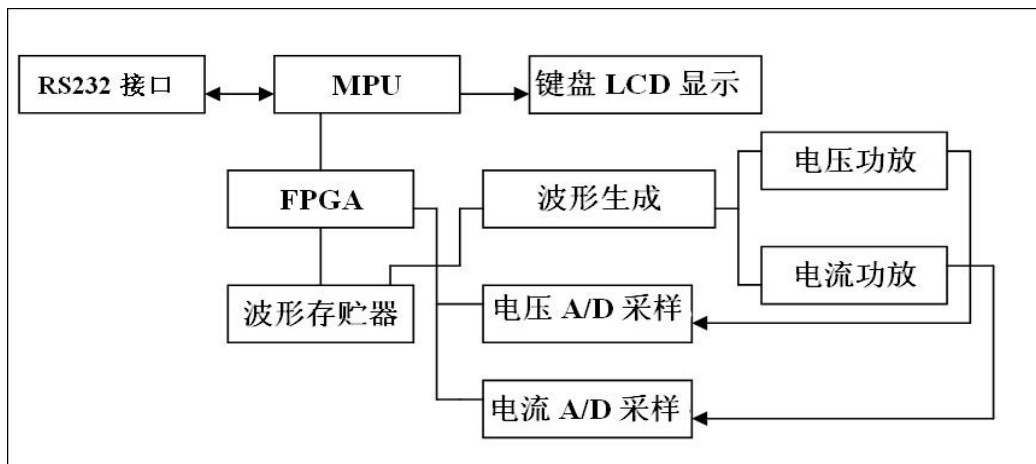 RS232 接口
MPU
键盘 LCD 显示
电压功放
FPGA
波形生成
电流功放
波形存贮器
电压 A/D 采样
电流 A/D 采样